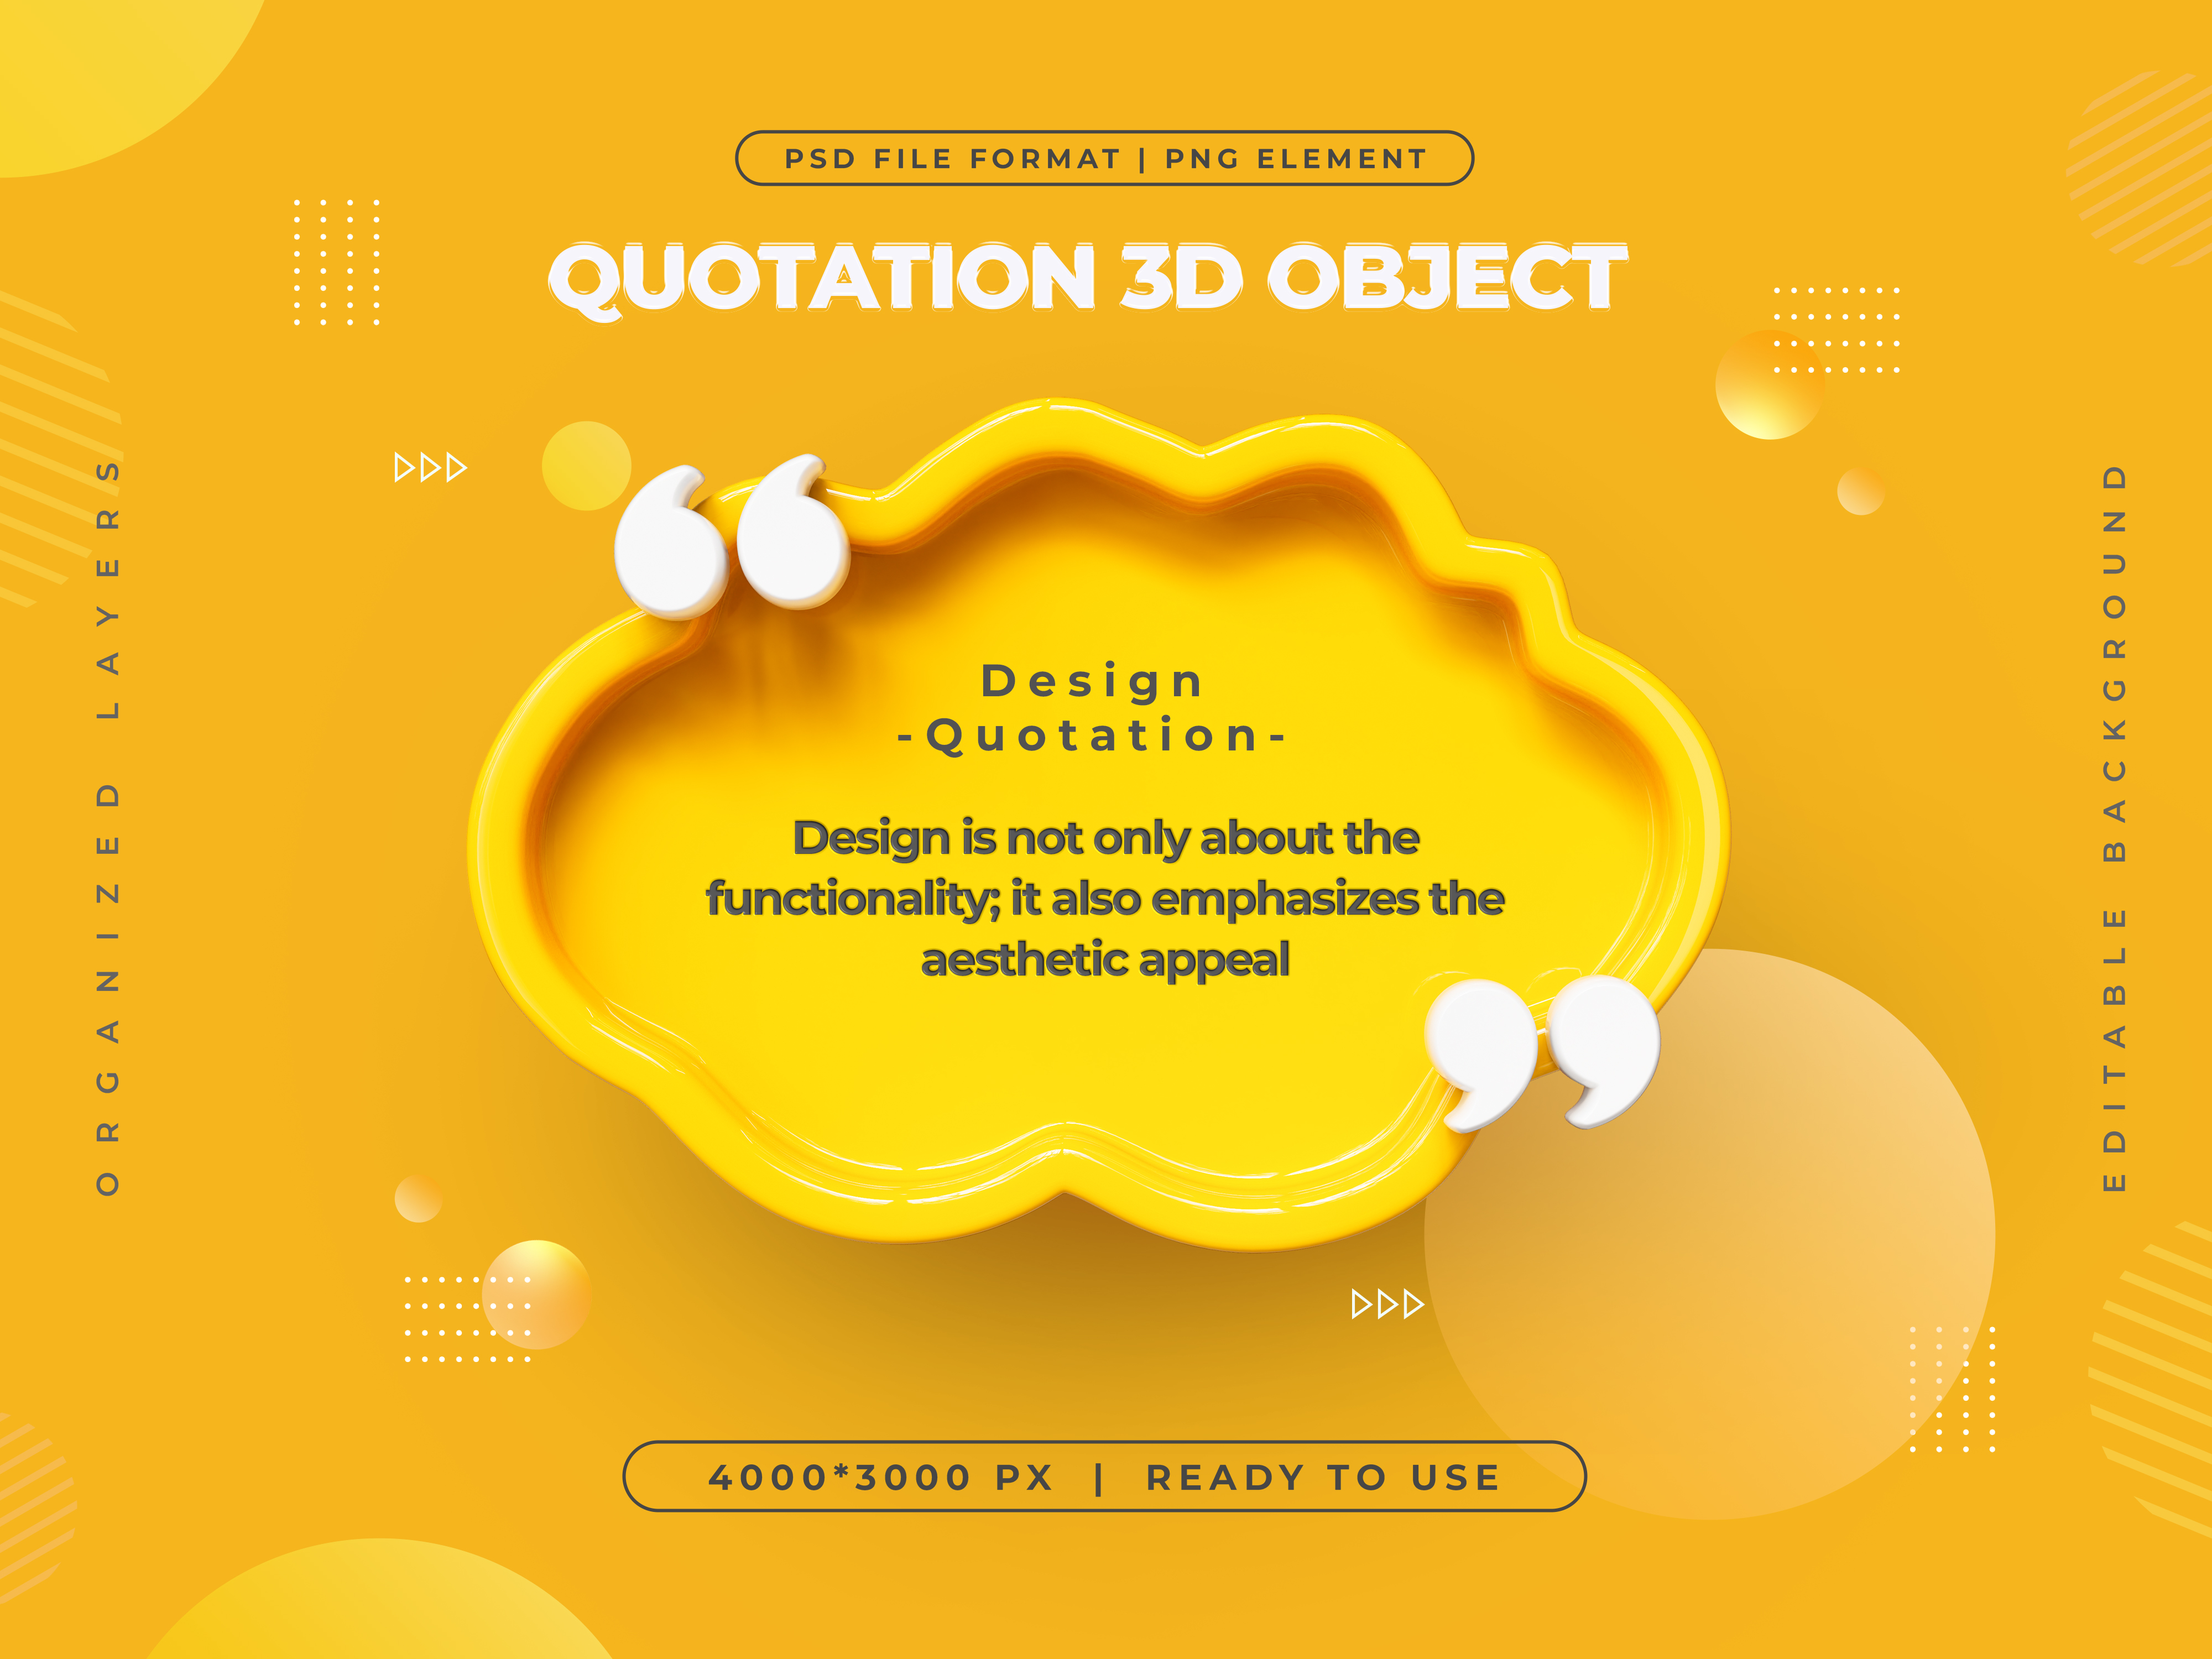 PSD FILE FORMAT | PNG ELEMENT
QUOTATION 3D OBJECT
ORGANIZED LAYERS
Design
-Quotation-
Design is not only about the
functionality; it also emphasizes the
aesthetic appeal
EDITABLE BACKGROUND
4000*3000 PX | READY TO USE